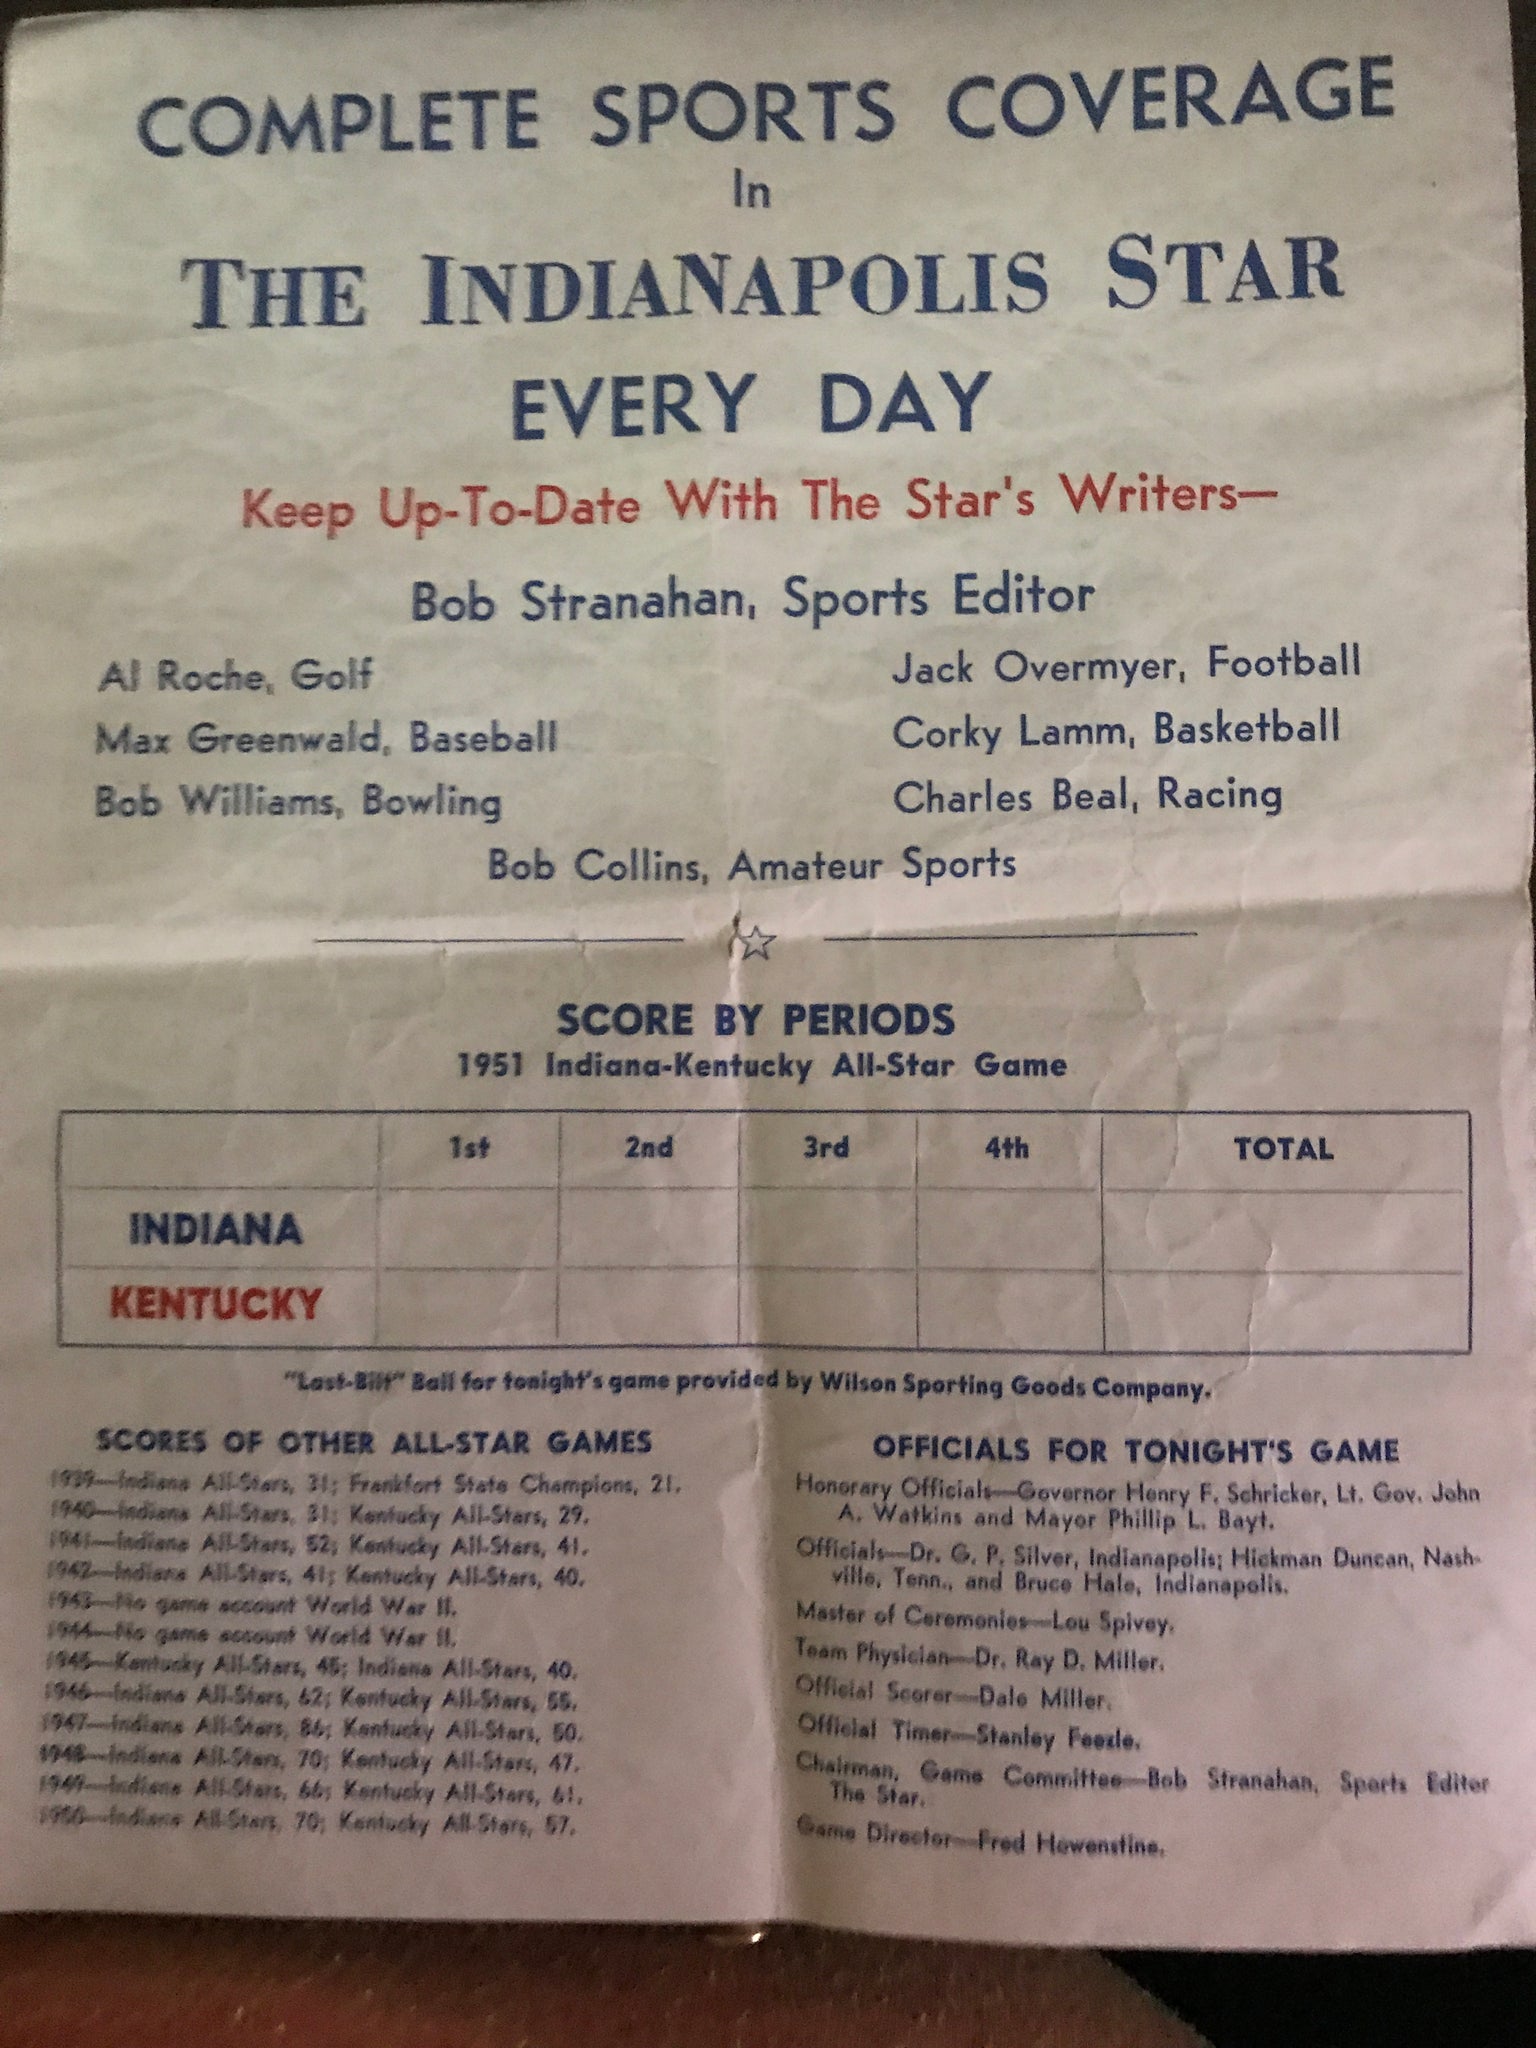 COMPLETE SPORTS COVERAGE
In
THE INDIANAPOLIS STAR
EVERY DAY
Keep Up-To-Date With The Star's Writers—
Bob Stranahan, Sports Editor
Al Roche, Golf
Max Greenwald, Baseball
Bob Williams, Bowling
Jack Overmyer, Football
Corky Lamm, Basketball
Charles Beal, Racing
Bob Collins, Amateur Sports
SCORE BY PERIODS
1951 Indiana-Kentucky All-Star Game
1st 2nd 3rd 4th TOTAL
INDIANA
KENTUCKY
"Last-Bilt" Ball for tonight's game provided by Wilson Sporting Goods Company.
SCORES OF OTHER ALL-STAR GAMES
1939—Indiana All-Stars, 31; Frankfort State Champions, 21.
1940—Indiana All-Stars, 31; Kentucky All-Stars, 29.
1941—Indiana All-Stars, 52; Kentucky All-Stars, 41.
1942—Indiana All-Stars, 41; Kentucky All-Stars, 40.
1943—No game account World War II.
1944—No game account World War II.
1945—Kentucky All-Stars, 45; Indiana All-Stars, 40.
1946—Indiana All-Stars, 62; Kentucky All-Stars, 55.
1947—Indiana All-Stars, 86; Kentucky All-Stars, 50.
1948—Indiana All-Stars, 70; Kentucky All-Stars, 47.
1949—Indiana All-Stars, 66; Kentucky All-Stars, 61.
1950—Indiana All-Stars, 70; Kentucky All-Stars, 57.
OFFICIALS FOR TONIGHT'S GAME
Honorary Officials—Governor Henry F. Schricker, Lt. Gov. John
A. Watkins and Mayor Phillip L. Bayt.
Officials—Dr. G. P. Silver, Indianapolis; Hickman Duncan, Nash-
ville, Tenn., and Bruce Hale, Indianapolis.
Master of Ceremonies—Lou Spivey.
Team Physician—Dr. Ray D. Miller.
Official Scorer—Dale Miller.
Official Timer—Stanley Feezle.
Chairman, Game Committee—Bob Stranahan, Sports Editor
The Star.
Game Director—Fred Howenstine.